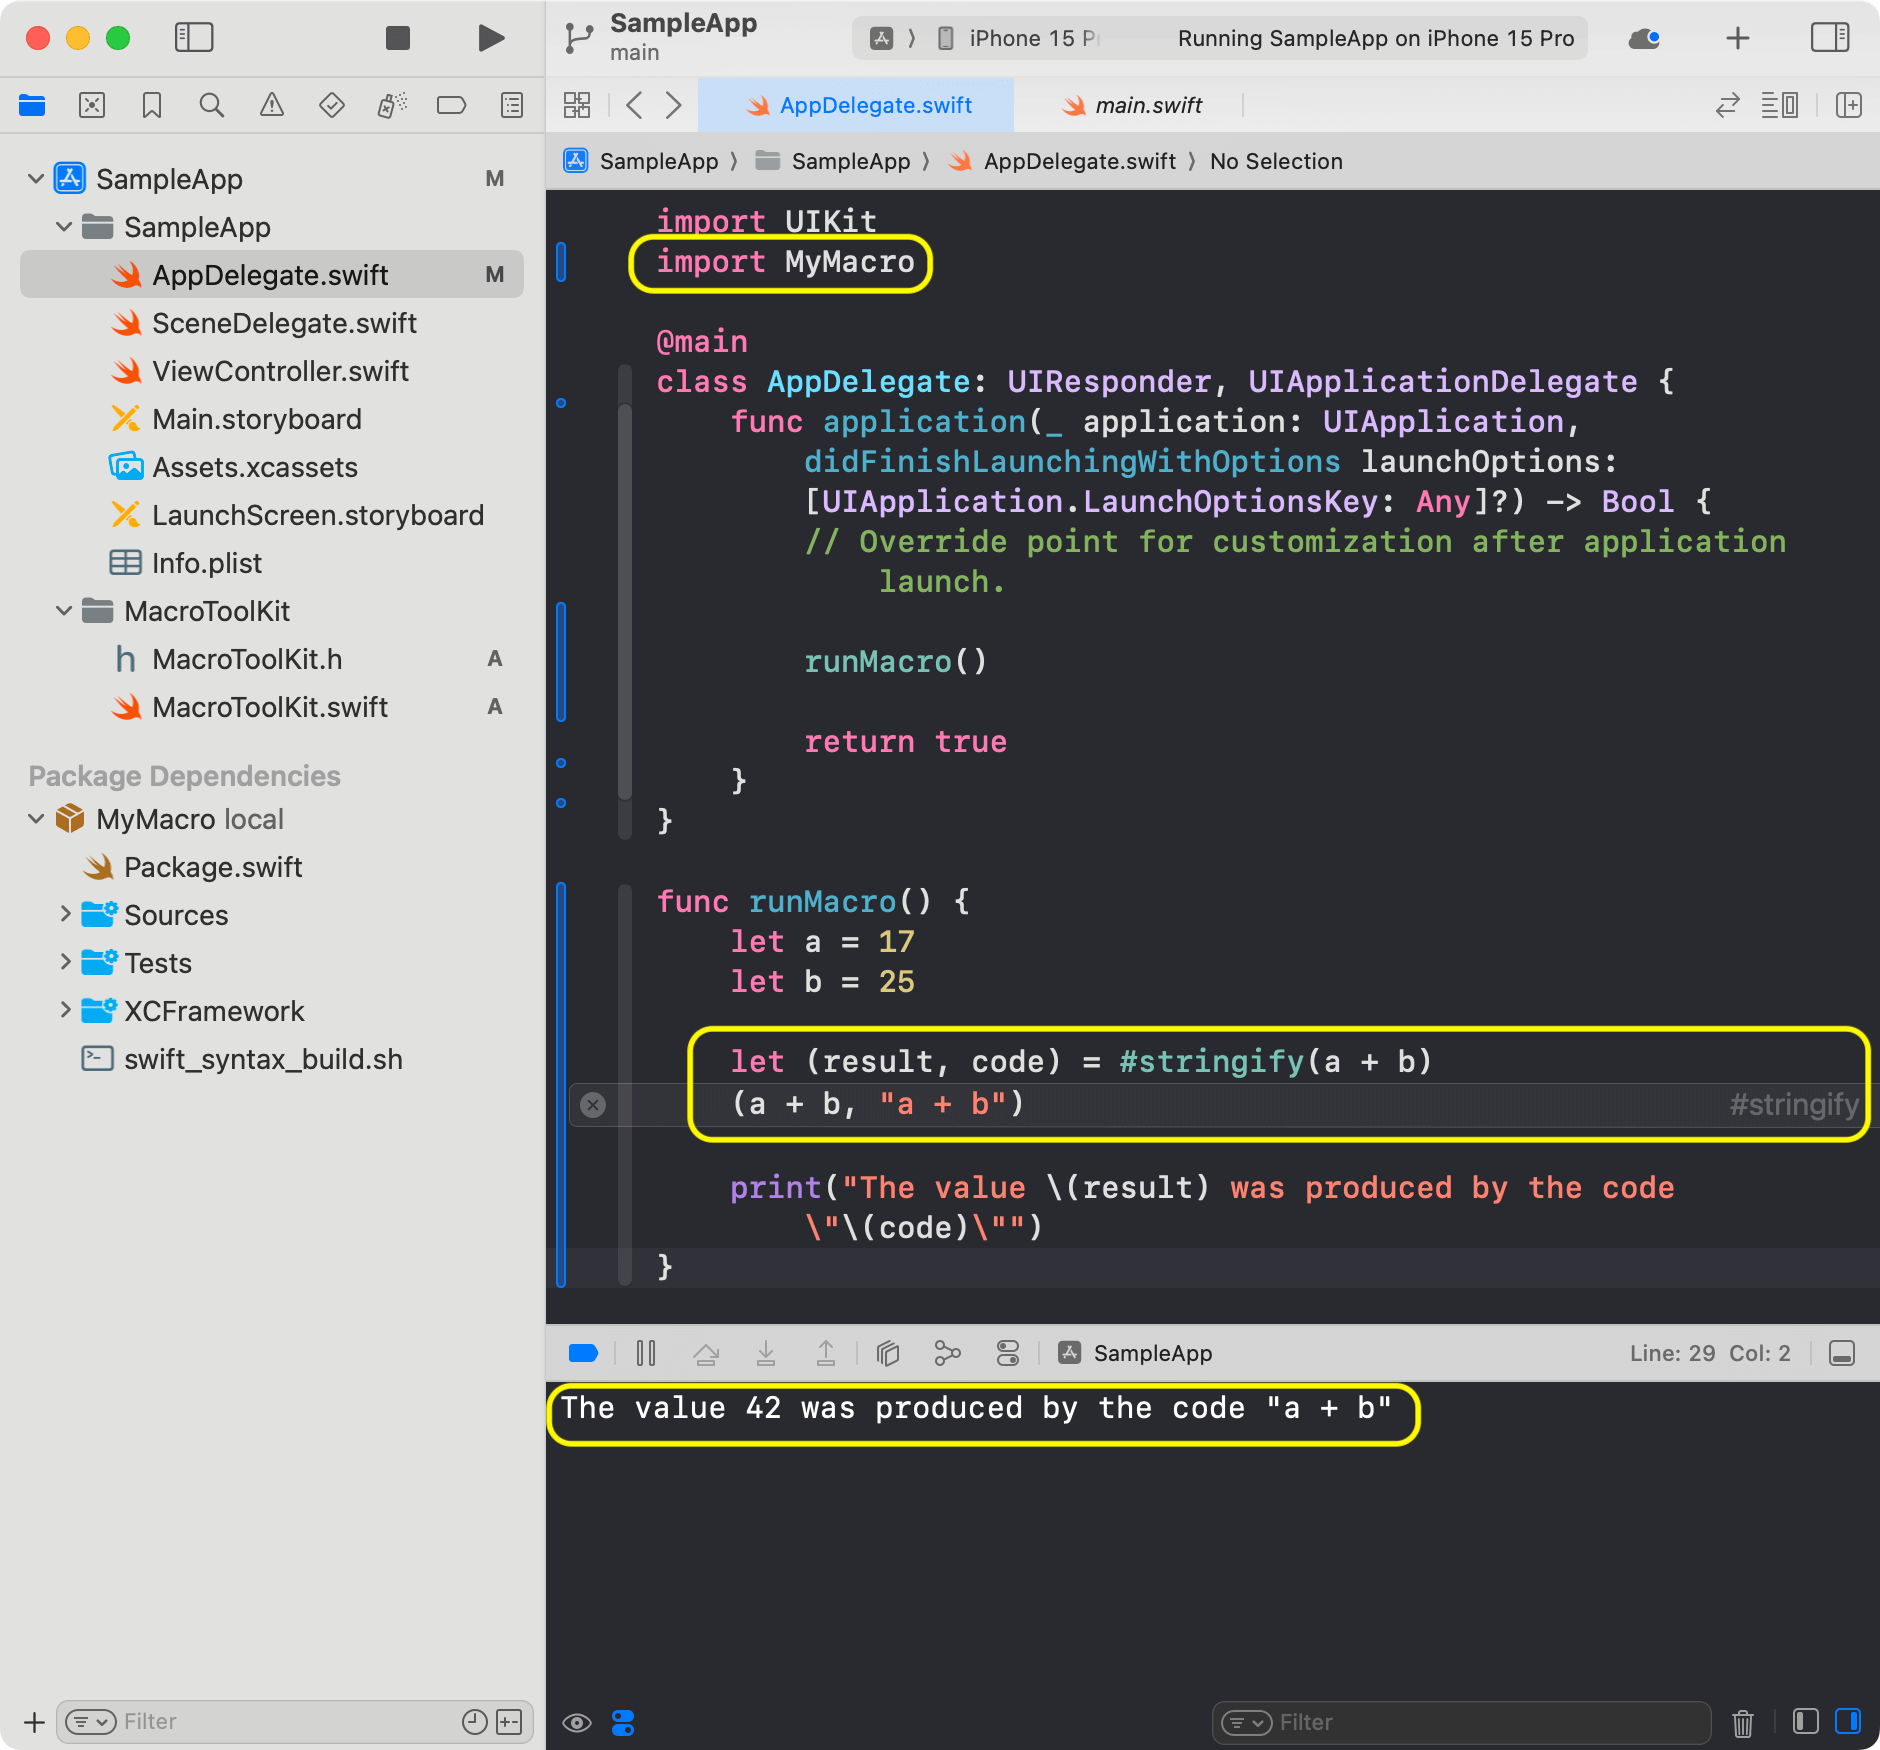 SampleApp
main
iPhone 15 P
Running SampleApp on iPhone 15 Pro
AppDelegate.swift
main.swift
SampleApp
SampleApp
AppDelegate.swift
No Selection
SampleApp M
SampleApp
AppDelegate.swift M
SceneDelegate.swift
ViewController.swift
Main.storyboard
Assets.xcassets
LaunchScreen.storyboard
Info.plist
MacroToolKit
MacroToolKit.h A
MacroToolKit.swift A
Package Dependencies
MyMacro local
Package.swift
Sources
Tests
XCFramework
swift_syntax_build.sh
Filter
import UIKit
import MyMacro
@main
class AppDelegate: UIResponder, UIApplicationDelegate {
func application(_ application: UIApplication,
didFinishLaunchingWithOptions launchOptions:
[UIApplication.LaunchOptionsKey: Any]?) -> Bool {
// Override point for customization after application
launch.
runMacro()
return true
}
}
func runMacro() {
let a = 17
let b = 25
let (result, code) = #stringify(a + b)
(a + b, "a + b") #stringify
print("The value \(result) was produced by the code
\"\(code)\"")
}
SampleApp
Line: 29 Col: 2
The value 42 was produced by the code "a + b"
Filter